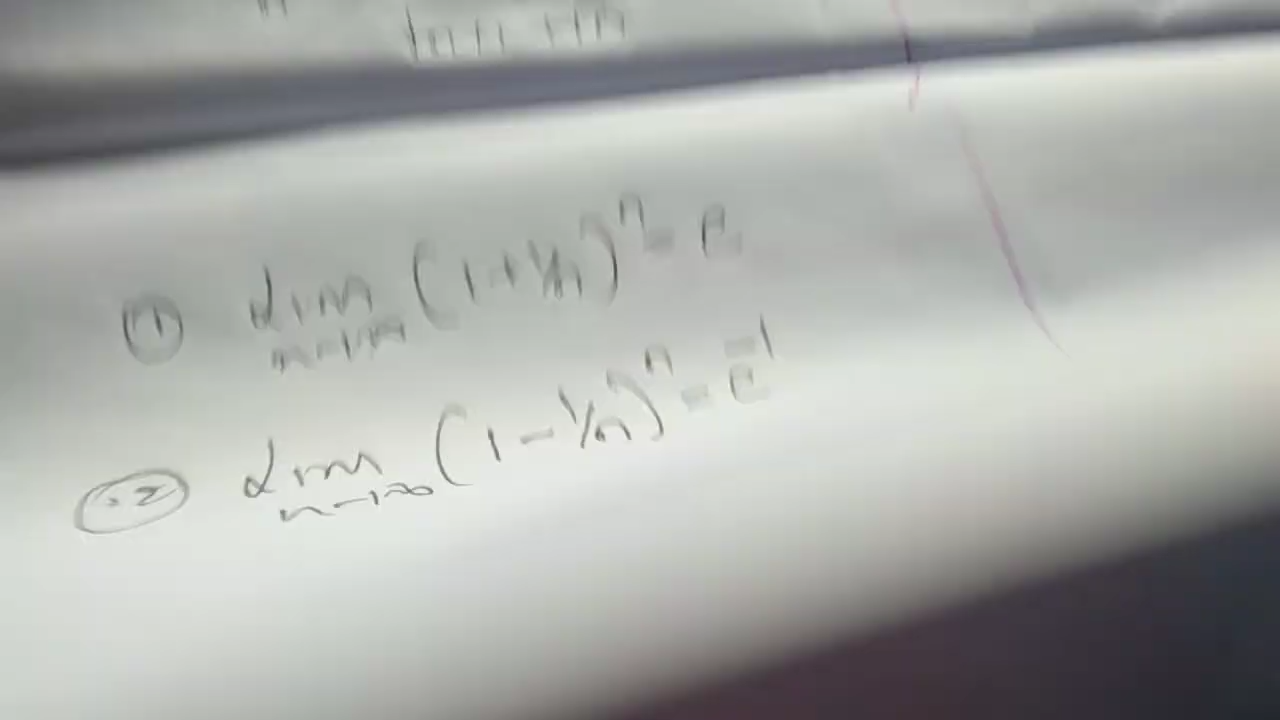 ① lim n→∞ (1+1/n)^n = e
② lim n→∞ (1-1/n)^n = e^-1